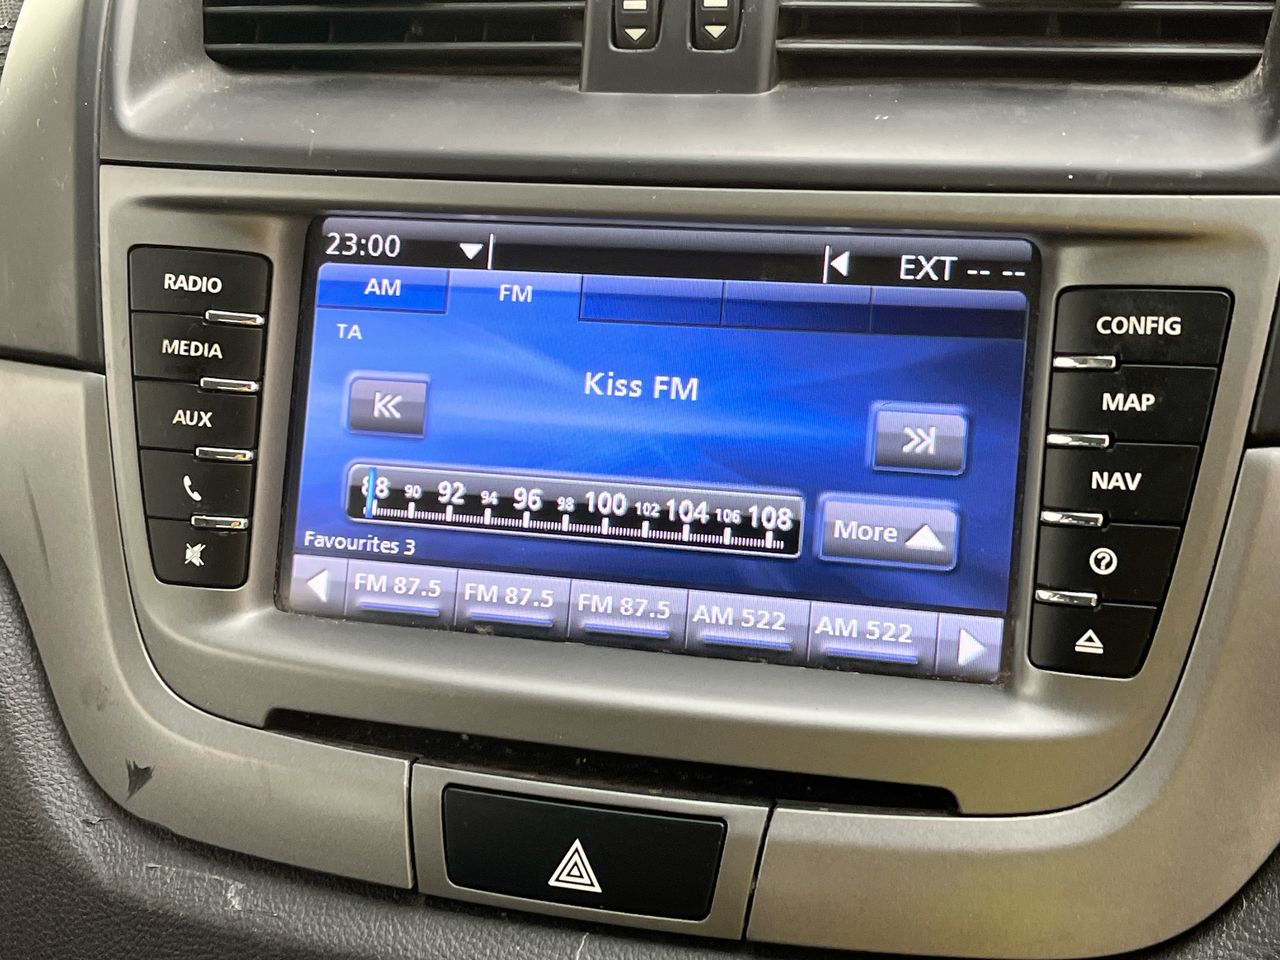 23:00
EXT -- --
AM
FM
TA
Kiss FM
88 90 92 94 96 98 100 102 104 106 108
More
Favourites 3
FM 87.5
FM 87.5
FM 87.5
AM 522
AM 522
RADIO
MEDIA
AUX
CONFIG
MAP
NAV
?